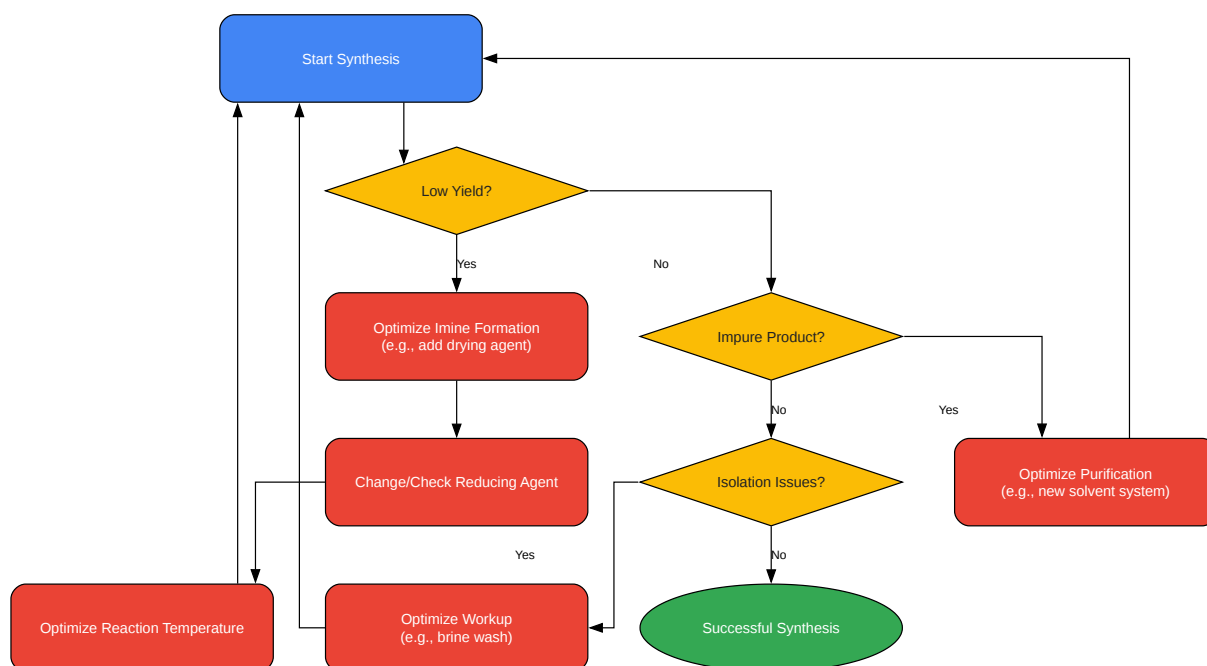 Start Synthesis
Low Yield?
Yes
No
Optimize Imine Formation
(e.g., add drying agent)
Impure Product?
No
Yes
Change/Check Reducing Agent
Isolation Issues?
Optimize Purification
(e.g., new solvent system)
Yes
No
Optimize Reaction Temperature
Optimize Workup
(e.g., brine wash)
Successful Synthesis